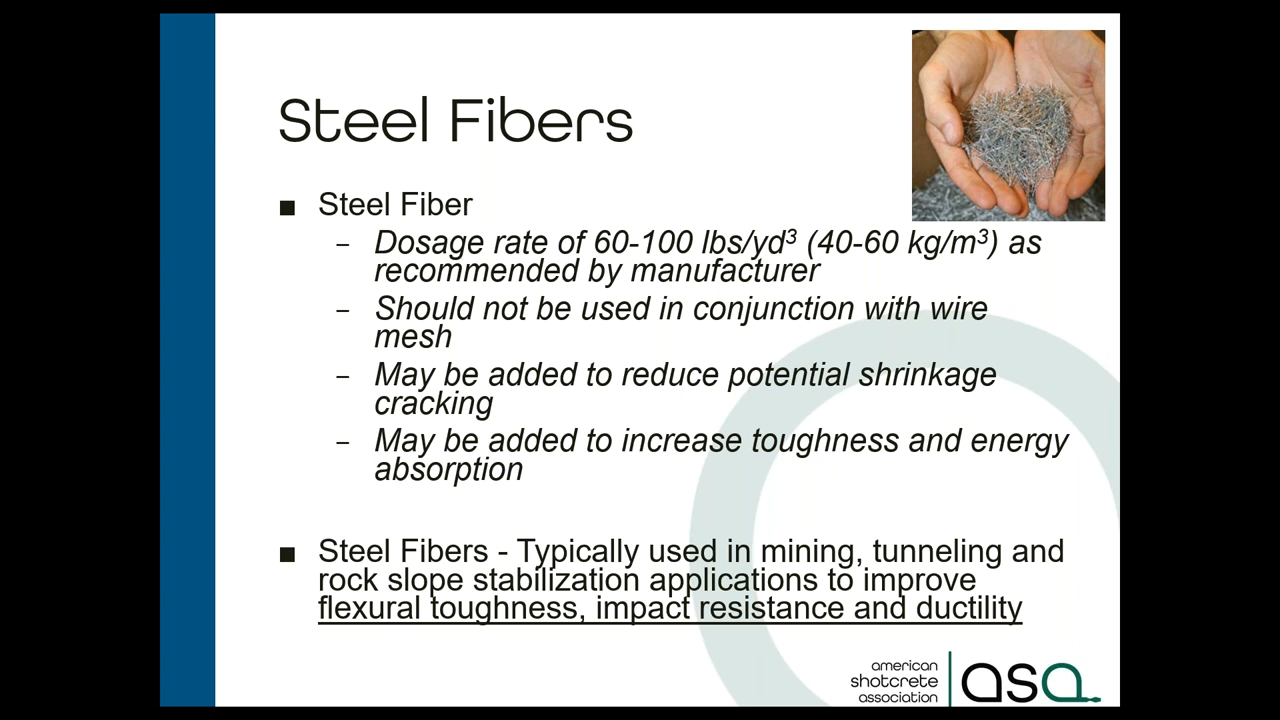 Steel Fibers
■ Steel Fiber
– Dosage rate of 60-100 lbs/yd³ (40-60 kg/m³) as
recommended by manufacturer
– Should not be used in conjunction with wire
mesh
– May be added to reduce potential shrinkage
cracking
– May be added to increase toughness and energy
absorption
■ Steel Fibers - Typically used in mining, tunneling and
rock slope stabilization applications to improve
flexural toughness, impact resistance and ductility
american
shotcrete
association
asa